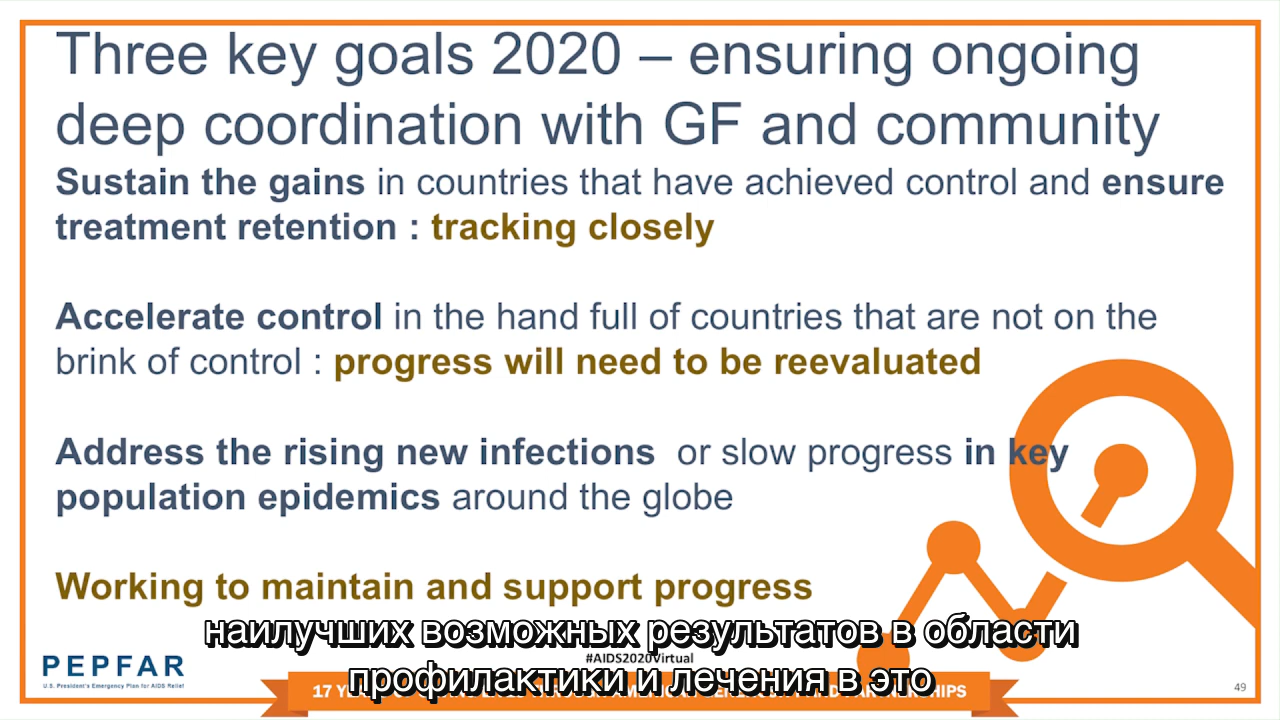 Three key goals 2020 – ensuring ongoing
deep coordination with GF and community
Sustain the gains in countries that have achieved control and ensure
treatment retention : tracking closely
Accelerate control in the hand full of countries that are not on the
brink of control : progress will need to be reevaluated
Address the rising new infections or slow progress in key
population epidemics around the globe
Working to maintain and support progress
наилучших возможных результатов в области
#AIDS2020Virtual
профилактики и лечения в это
PEPFAR
U.S. President's Emergency Plan for AIDS Relief
17
49